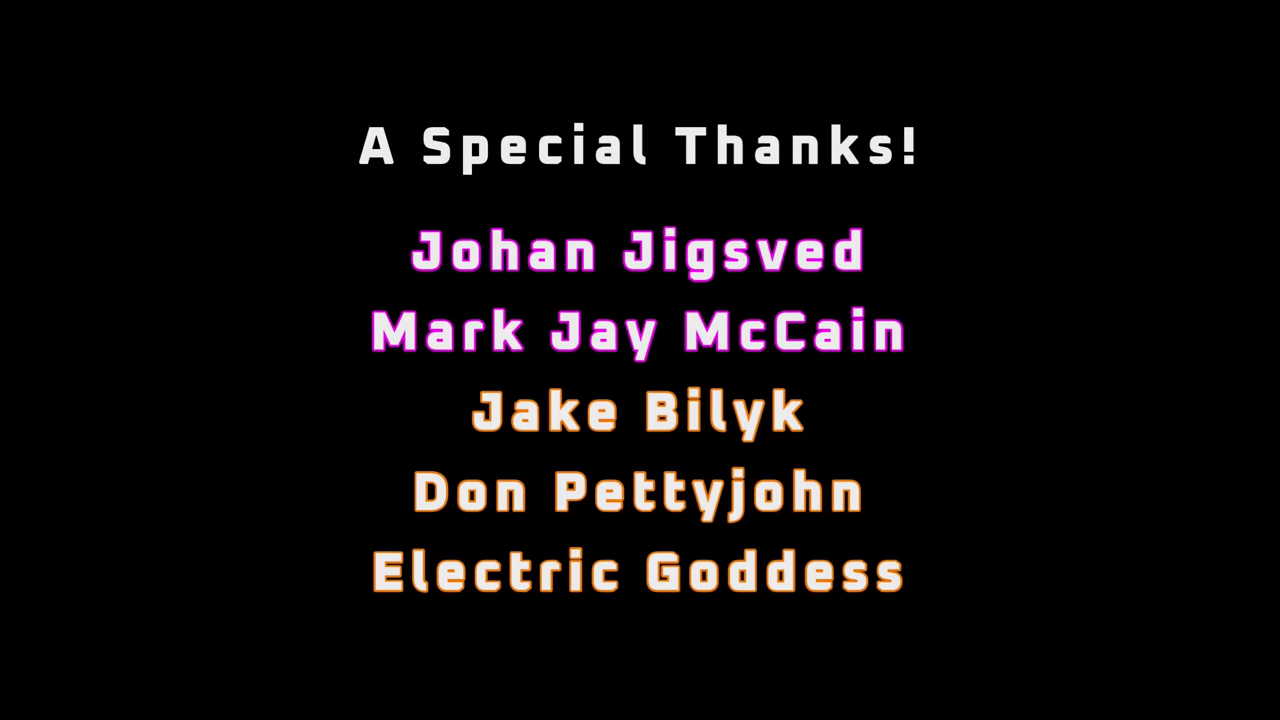 A Special Thanks!
Johan Jigsved
Mark Jay McCain
Jake Bilyk
Don Pettyjohn
Electric Goddess